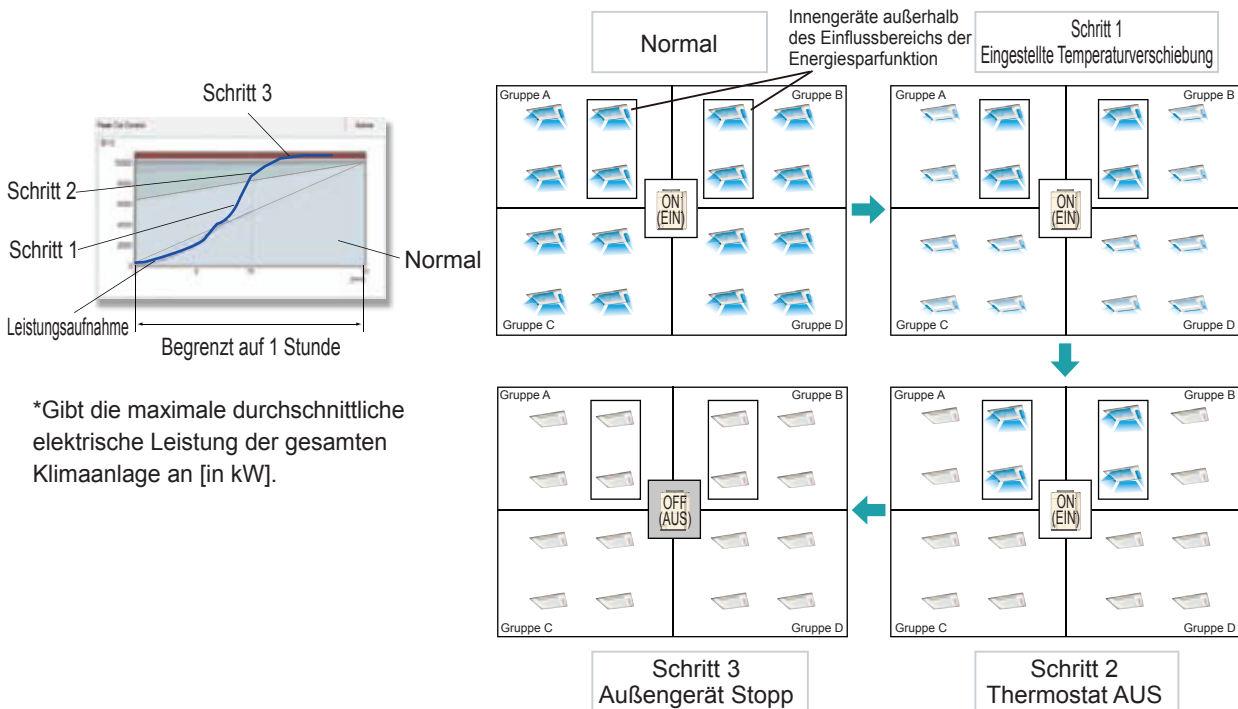 Normal
Innengeräte außerhalb
des Einflussbereichs der
Energiesparfunktion
Schritt 1
Eingestellte Temperaturverschiebung
Schritt 3
Schritt 2
Schritt 1
Normal
Leistungsaufnahme
Begrenzt auf 1 Stunde
*Gibt die maximale durchschnittliche
elektrische Leistung der gesamten
Klimaanlage an [in kW].
Gruppe A
Gruppe B
ON
(EIN)
Gruppe C
Gruppe D
Gruppe A
Gruppe B
ON
(EIN)
Gruppe C
Gruppe D
Gruppe A
Gruppe B
OFF
(AUS)
Gruppe C
Gruppe D
Schritt 3
Außengerät Stopp
Gruppe A
Gruppe B
ON
(EIN)
Gruppe C
Gruppe D
Schritt 2
Thermostat AUS